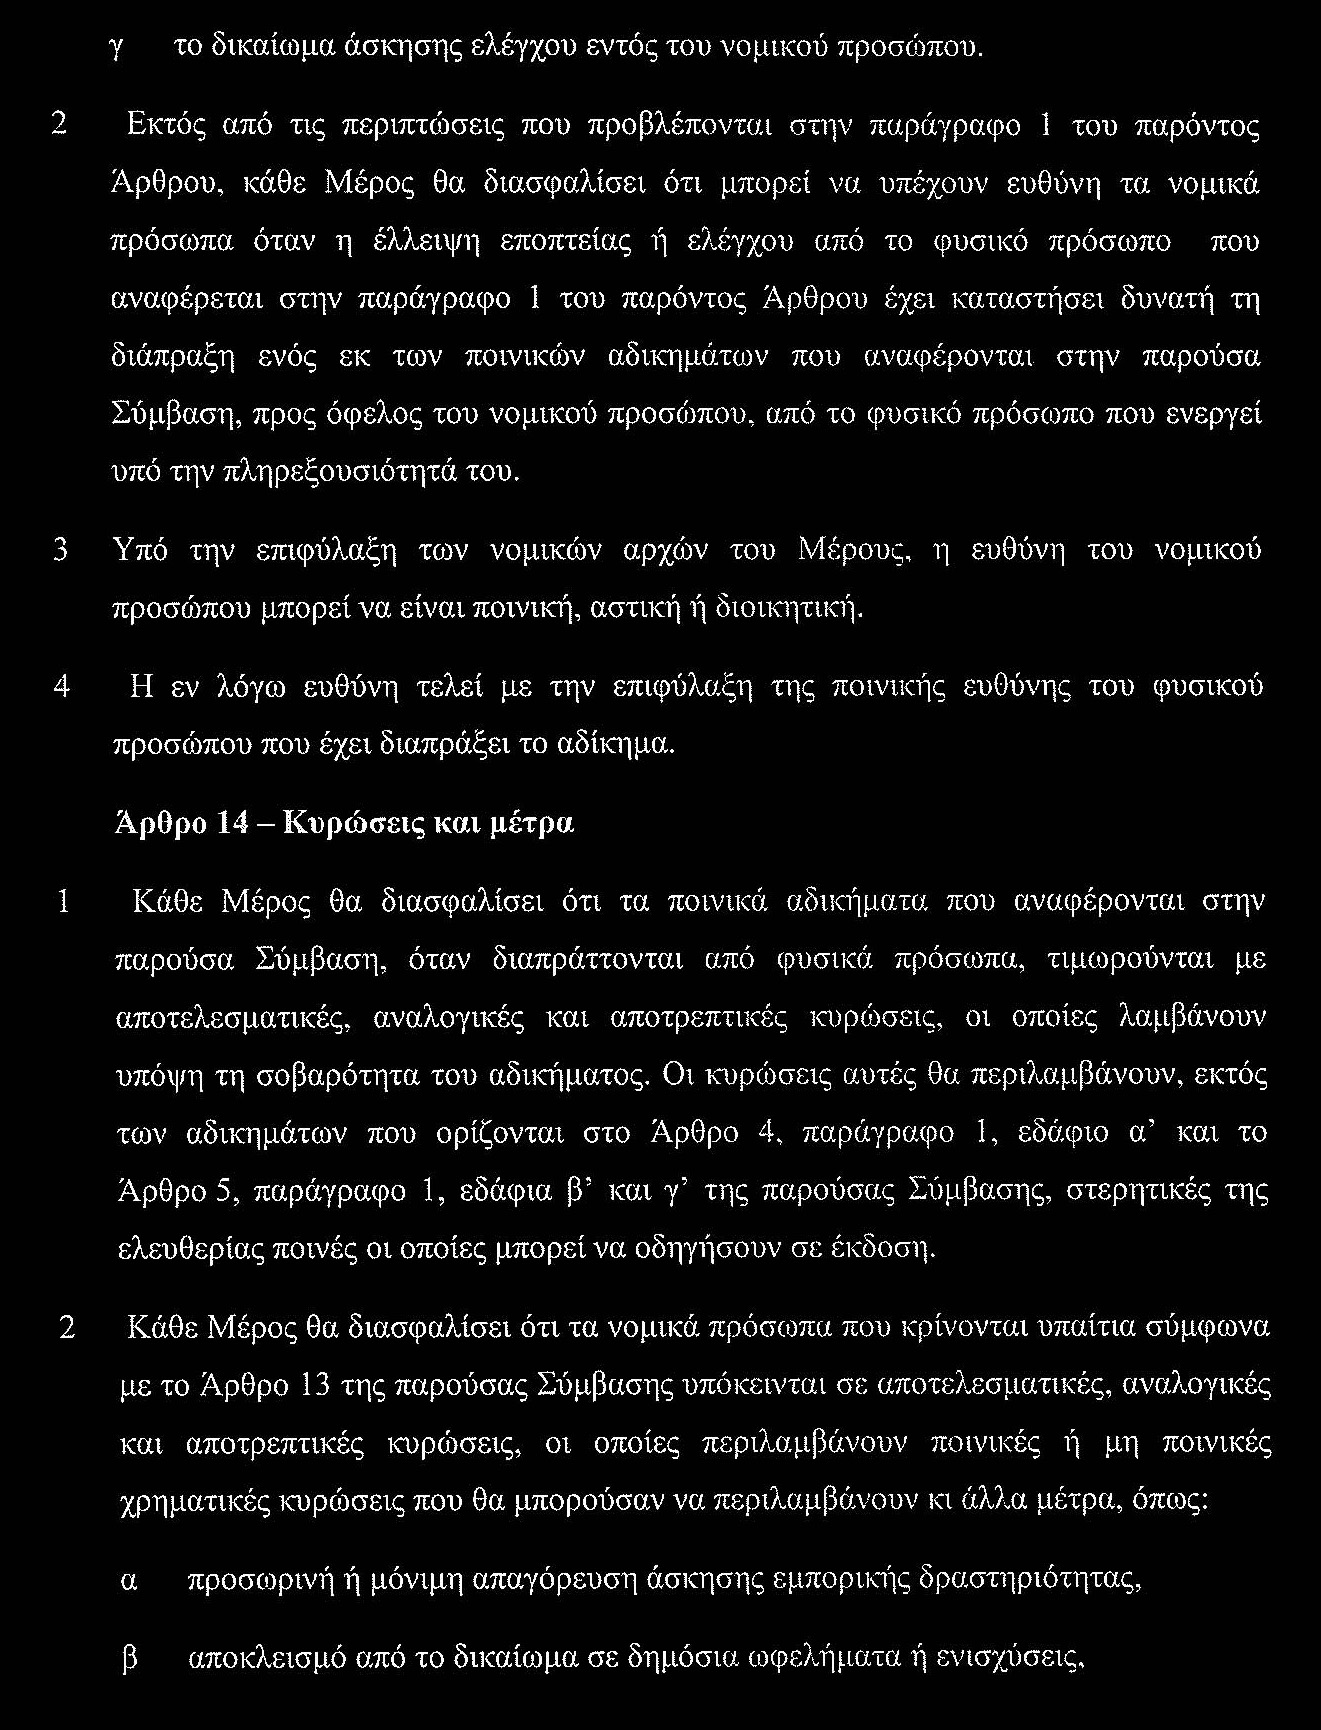 γ το δικαίωμα άσκησης ελέγχου εντός του νομικού προσώπου.
2 Εκτός από τις περιπτώσεις που προβλέπονται στην παράγραφο 1 του παρόντος
Άρθρου, κάθε Μέρος θα διασφαλίσει ότι μπορεί να υπέχουν ευθύνη τα νομικά
πρόσωπα όταν η έλλειψη εποπτείας ή ελέγχου από το φυσικό πρόσωπο που
αναφέρεται στην παράγραφο 1 του παρόντος Άρθρου έχει καταστήσει δυνατή τη
διάπραξη ενός εκ των ποινικών αδικημάτων που αναφέρονται στην παρούσα
Σύμβαση, προς όφελος του νομικού προσώπου, από το φυσικό πρόσωπο που ενεργεί
υπό την πληρεξουσιότητά του.
3 Υπό την επιφύλαξη των νομικών αρχών του Μέρους, η ευθύνη του νομικού
προσώπου μπορεί να είναι ποινική, αστική ή διοικητική.
4 Η εν λόγω ευθύνη τελεί με την επιφύλαξη της ποινικής ευθύνης του φυσικού
προσώπου που έχει διαπράξει το αδίκημα.
Άρθρο 14 – Κυρώσεις και μέτρα
1 Κάθε Μέρος θα διασφαλίσει ότι τα ποινικά αδικήματα που αναφέρονται στην
παρούσα Σύμβαση, όταν διαπράττονται από φυσικά πρόσωπα, τιμωρούνται με
αποτελεσματικές, αναλογικές και αποτρεπτικές κυρώσεις, οι οποίες λαμβάνουν
υπόψη τη σοβαρότητα του αδικήματος. Οι κυρώσεις αυτές θα περιλαμβάνουν, εκτός
των αδικημάτων που ορίζονται στο Άρθρο 4, παράγραφο 1, εδάφιο α’ και το
Άρθρο 5, παράγραφο 1, εδάφια β’ και γ’ της παρούσας Σύμβασης, στερητικές της
ελευθερίας ποινές οι οποίες μπορεί να οδηγήσουν σε έκδοση.
2 Κάθε Μέρος θα διασφαλίσει ότι τα νομικά πρόσωπα που κρίνονται υπαίτια σύμφωνα
με το Άρθρο 13 της παρούσας Σύμβασης υπόκεινται σε αποτελεσματικές, αναλογικές
και αποτρεπτικές κυρώσεις, οι οποίες περιλαμβάνουν ποινικές ή μη ποινικές
χρηματικές κυρώσεις που θα μπορούσαν να περιλαμβάνουν κι άλλα μέτρα, όπως:
α προσωρινή ή μόνιμη απαγόρευση άσκησης εμπορικής δραστηριότητας,
β αποκλεισμό από το δικαίωμα σε δημόσια ωφελήματα ή ενισχύσεις,